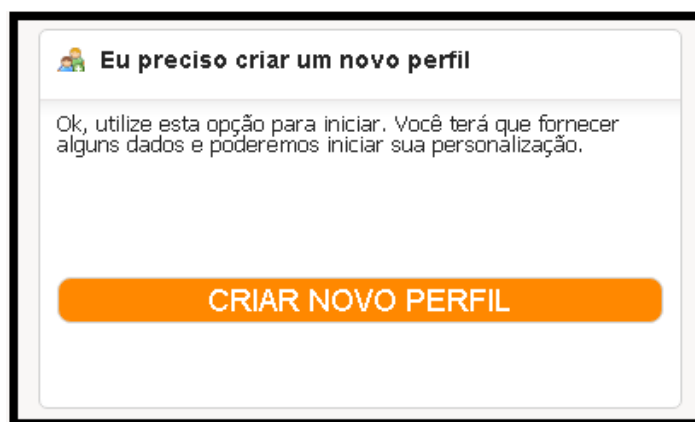 Eu preciso criar um novo perfil
Ok, utilize esta opção para iniciar. Você terá que fornecer
alguns dados e poderemos iniciar sua personalização.
CRIAR NOVO PERFIL